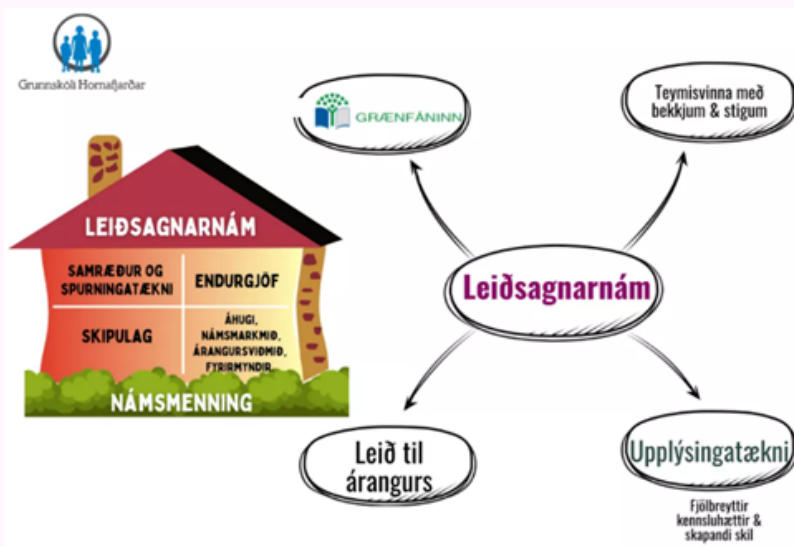 Grunnskóli Hornafjarðar
LEIÐSAGNARNÁM
SAMRÆÐUR OG
SPURNINGATÆKNI
ENDURGJÖF
SKIPULAG
ÁHUGI,
NÁMSMARKMIÐ,
ÁRANGURSVIÐMIÐ,
FYRIRMYNDIR
NÁMSMENNING
GRÆNFÁNINN
Teymisvinna með
bekkjum & stigum
Leiðsagnarnám
Leið til
árangurs
Upplýsingatækni
Fjölbreyttir
kennsluhættir &
skapandi skil